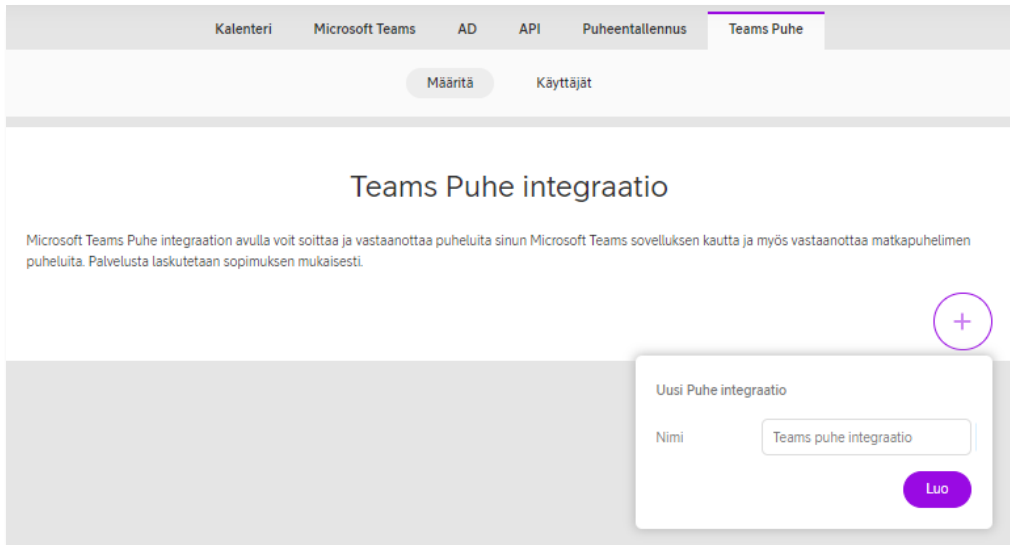 Kalenteri Microsoft Teams AD API Puheentallennus Teams Puhe
Määritä Käyttäjät
Teams Puhe integraatio
Microsoft Teams Puhe integraation avulla voit soittaa ja vastaanottaa puheluita sinun Microsoft Teams sovelluksen kautta ja myös vastaanottaa matkapuhelimen
puheluita. Palvelusta laskutetaan sopimuksen mukaisesti.
+
Uusi Puhe integraatio
Nimi Teams puhe integraatio
Luo